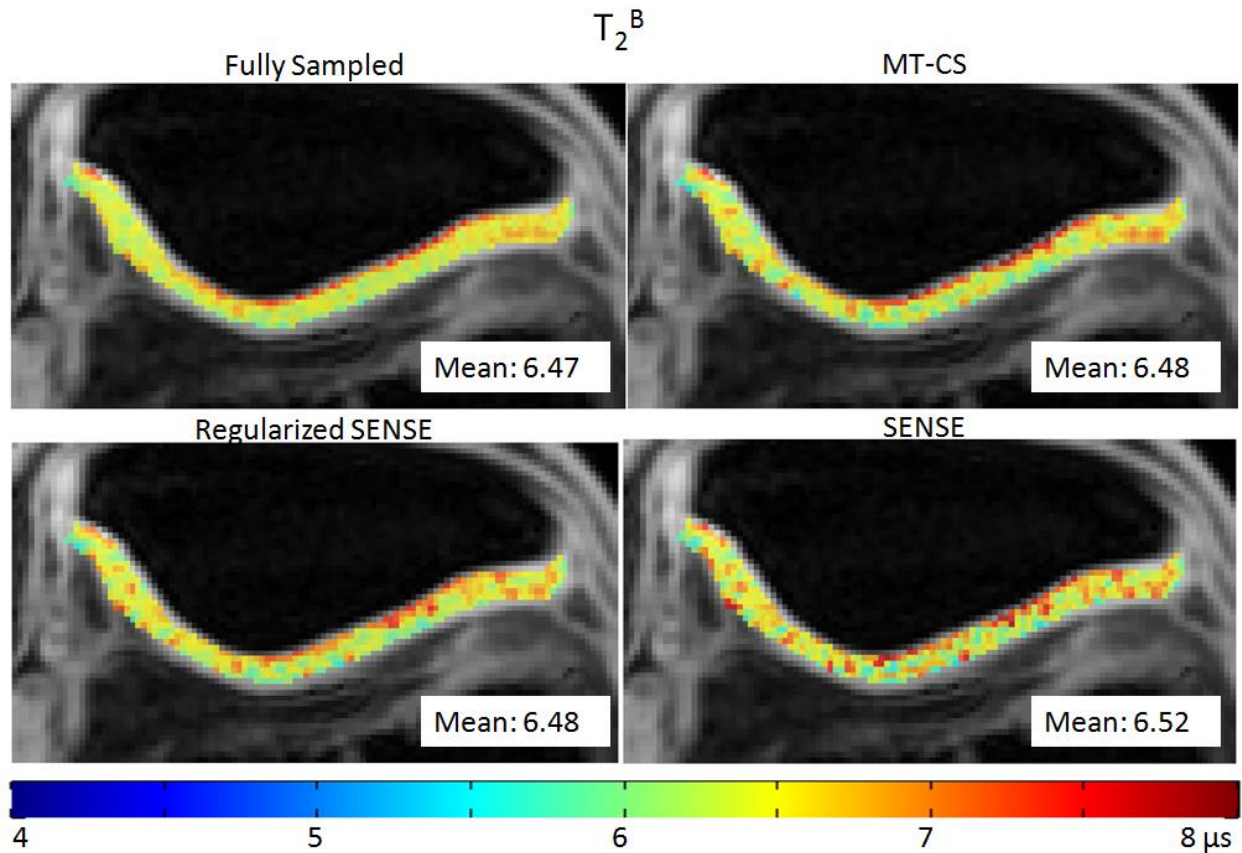 T₂ᴮ
Fully Sampled
MT-CS
Mean: 6.47
Mean: 6.48
Regularized SENSE
SENSE
Mean: 6.48
Mean: 6.52
4 5 6 7 8 µs